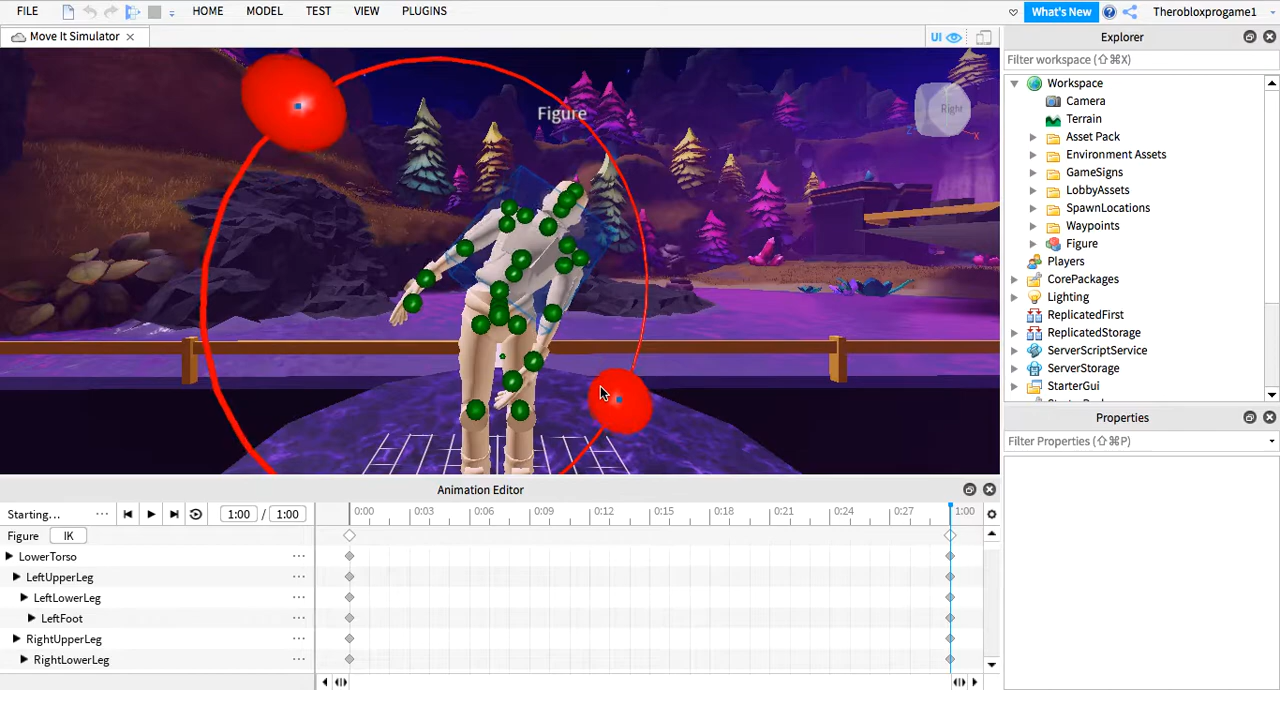 FILE HOME MODEL TEST VIEW PLUGINS What's New Therobloxprogame1
Move It Simulator UI
Figure
Right
Z X
Explorer
Filter workspace (⇧⌘X)
Workspace
Camera
Terrain
Asset Pack
Environment Assets
GameSigns
LobbyAssets
SpawnLocations
Waypoints
Figure
Players
CorePackages
Lighting
ReplicatedFirst
ReplicatedStorage
ServerScriptService
ServerStorage
StarterGui
Properties
Filter Properties (⇧⌘P)
Animation Editor
Starting... 1:00 / 1:00 0:00 0:03 0:06 0:09 0:12 0:15 0:18 0:21 0:24 0:27 1:00
Figure IK
LowerTorso
LeftUpperLeg
LeftLowerLeg
LeftFoot
RightUpperLeg
RightLowerLeg